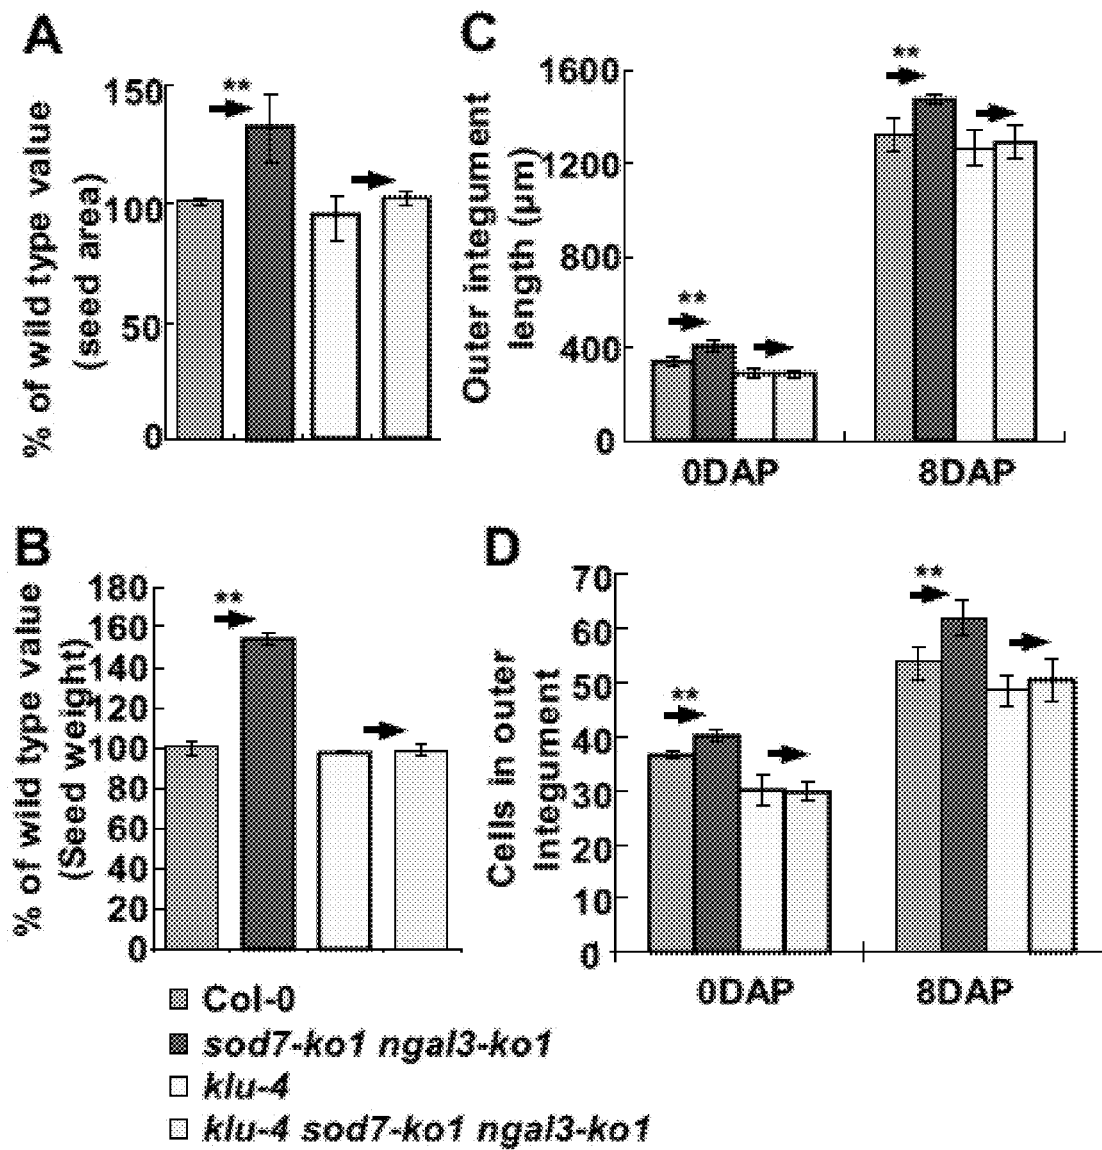 A
% of wild type value
(seed area)
150
100
50
0
**
C
Outer integument
length (µm)
1600
1200
800
400
0
**
**
0DAP
8DAP
B
% of wild type value
(Seed weight)
180
160
140
120
100
80
60
40
20
0
**
D
Cells in outer
Integument
70
60
50
40
30
20
10
0
**
**
0DAP
8DAP
Col-0
sod7-ko1 ngal3-ko1
klu-4
klu-4 sod7-ko1 ngal3-ko1